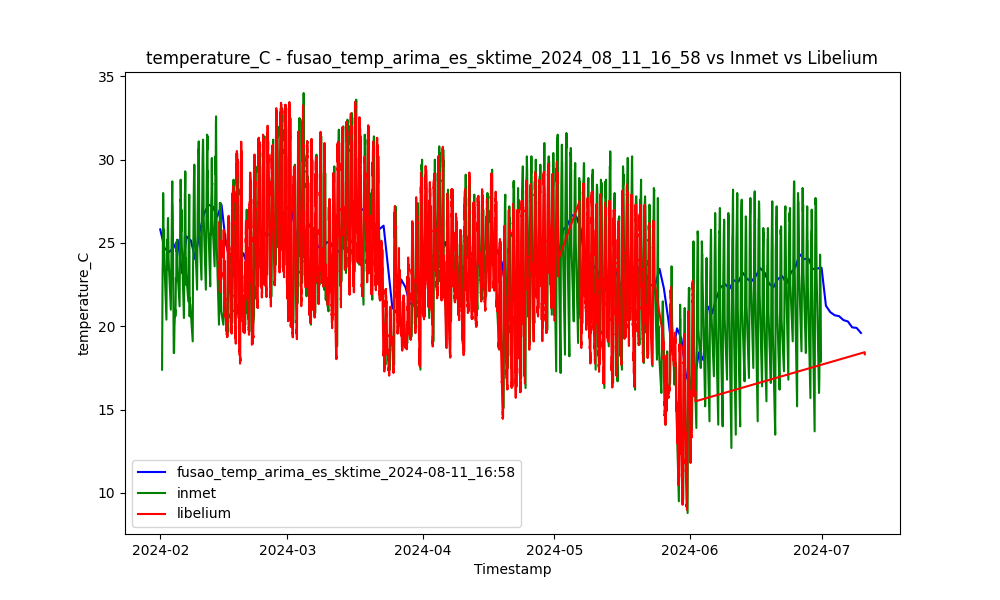 temperature_C - fusao_temp_arima_es_sktime_2024_08_11_16_58 vs Inmet vs Libelium
35
30
25
20
15
10
temperature_C
fusao_temp_arima_es_sktime_2024-08-11_16:58
inmet
libelium
2024-02
2024-03
2024-04
2024-05
2024-06
2024-07
Timestamp